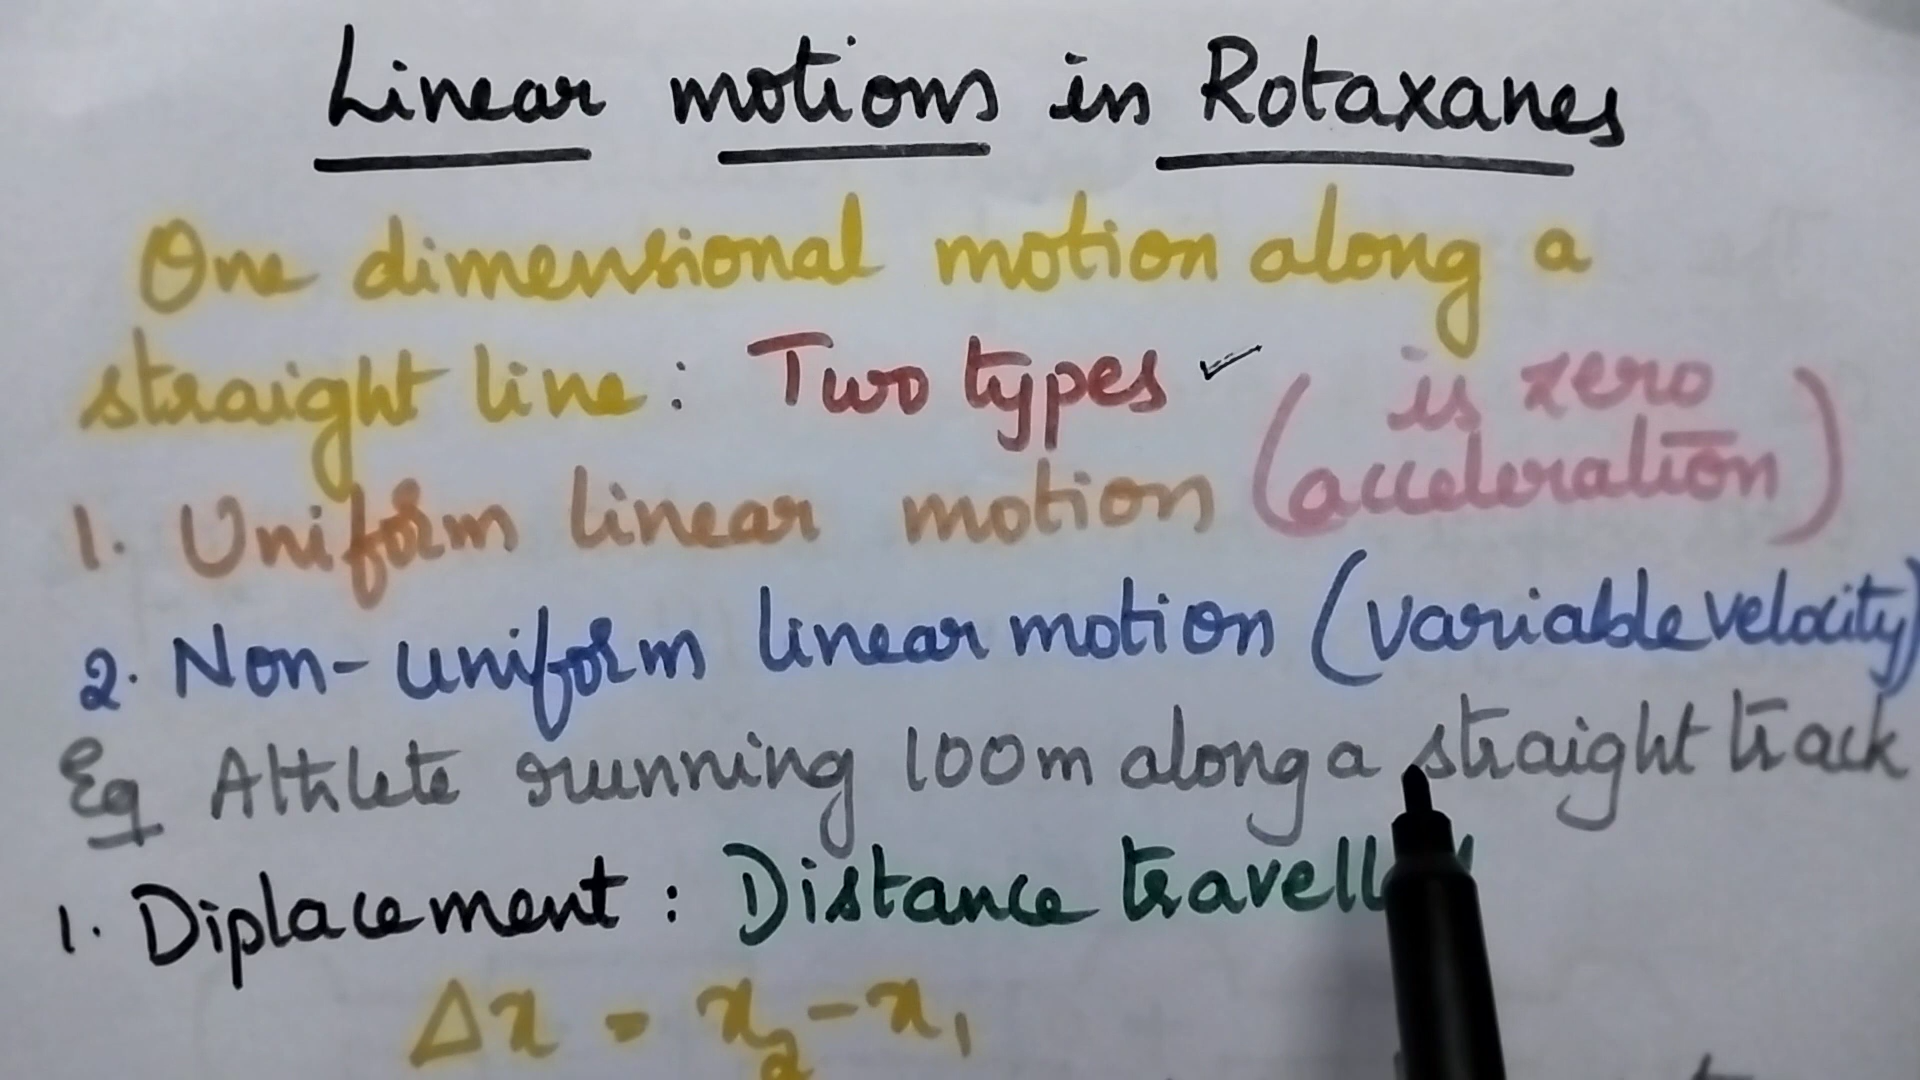 Linear motions in Rotaxanes
One dimensional motion along a
straight line : Two types ✓
(is zero acceleration)
1. Uniform linear motion
2. Non-uniform linear motion (variable velocity)
Eg Athlete running 100m along a straight track
1. Diplacement : Distance travell
Δx = x₂ - x₁